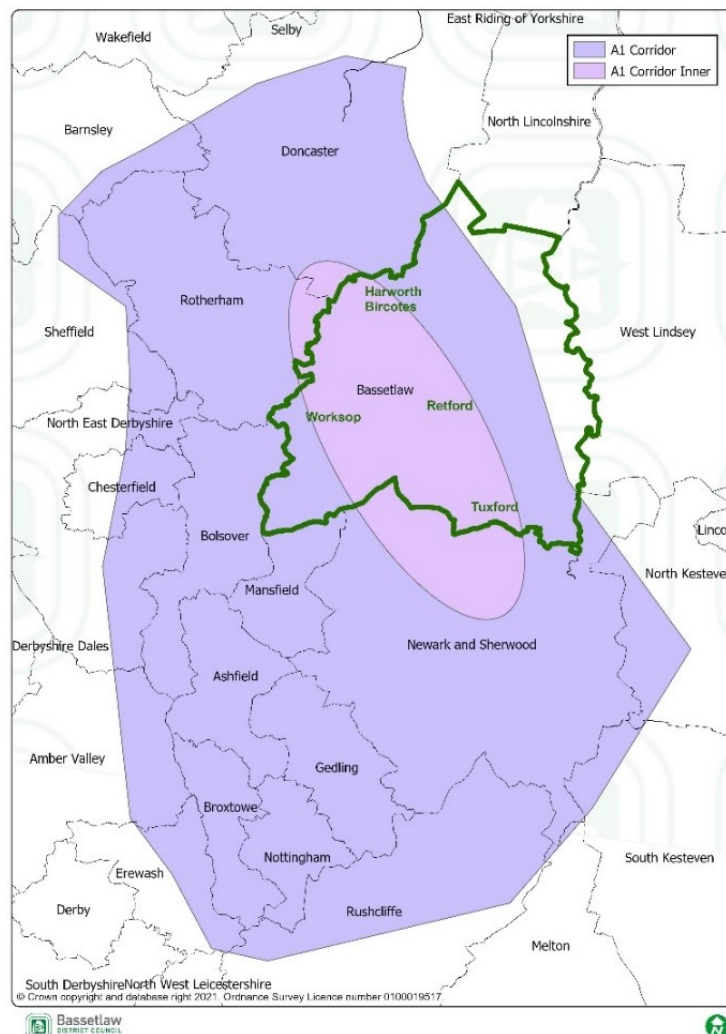 East Riding of Yorkshire
Selby
Wakefield
A1 Corridor
A1 Corridor Inner
Barnsley
North Lincolnshire
Doncaster
Harworth
Bircotes
Rotherham
Sheffield
West Lindsey
Bassetlaw
Retford
Worksop
North East Derbyshire
Chesterfield
Tuxford
Bolsover
Linco
North Kesteven
Mansfield
Derbyshire Dales
Newark and Sherwood
Ashfield
Amber Valley
Gedling
Broxtowe
Nottingham
South Kesteven
Erewash
Derby
Rushcliffe
Melton
South Derbyshire
North West Leicestershire
© Crown copyright and database right 2021. Ordnance Survey Licence number 0100019517.
Bassetlaw
DISTRICT COUNCIL
N